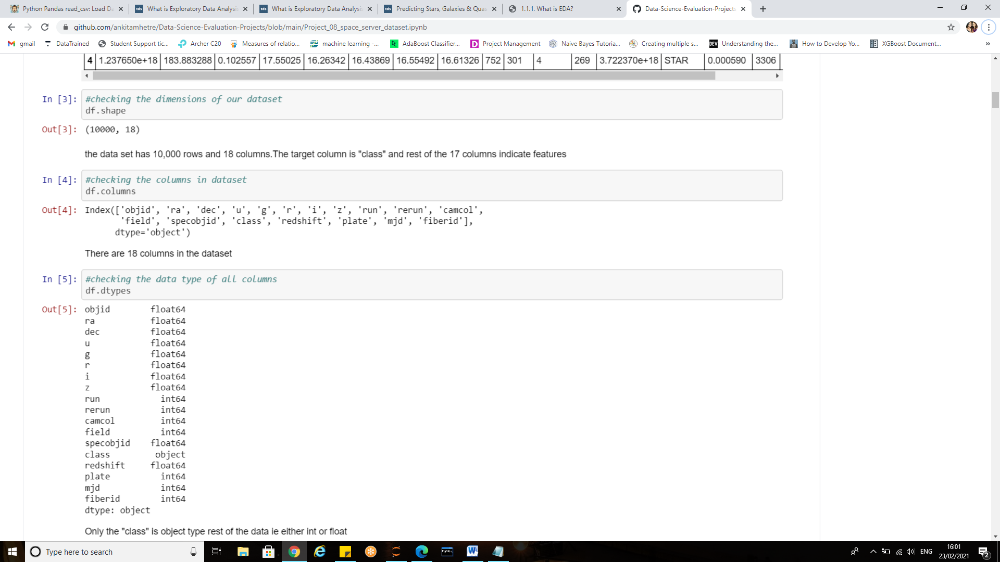 Python Pandas read_csv: Load Da
What is Exploratory Data Analysis
What is Exploratory Data Analysis
Predicting Stars, Galaxies & Quas
1.1.1. What is EDA?
Data-Science-Evaluation-Projects
github.com/ankitamhetre/Data-Science-Evaluation-Projects/blob/main/Project_08_space_server_dataset.ipynb
gmail DataTrained Student Support tic... Archer C20 Measures of relatio... machine learning -... AdaBoost Classifier... Project Management Naive Bayes Tutoria... Creating multiple s... DEV Understanding the... How to Develop Yo... XGBoost Document... »
4 1.237650e+18 183.883288 0.102557 17.55025 16.26342 16.43869 16.55492 16.61326 752 301 4 269 3.722370e+18 STAR 0.000590 3306
In [3]: #checking the dimensions of our dataset
df.shape
Out[3]: (10000, 18)
the data set has 10,000 rows and 18 columns.The target column is "class" and rest of the 17 columns indicate features
In [4]: #checking the columns in dataset
df.columns
Out[4]: Index(['objid', 'ra', 'dec', 'u', 'g', 'r', 'i', 'z', 'run', 'rerun', 'camcol',
'field', 'specobjid', 'class', 'redshift', 'plate', 'mjd', 'fiberid'],
dtype='object')
There are 18 columns in the dataset
In [5]: #checking the data type of all columns
df.dtypes
Out[5]: objid float64
ra float64
dec float64
u float64
g float64
r float64
i float64
z float64
run int64
rerun int64
camcol int64
field int64
specobjid float64
class object
redshift float64
plate int64
mjd int64
fiberid int64
dtype: object
Only the "class" is object type rest of the data ie either int or float
Type here to search
ENG
16:01
23/02/2021
2